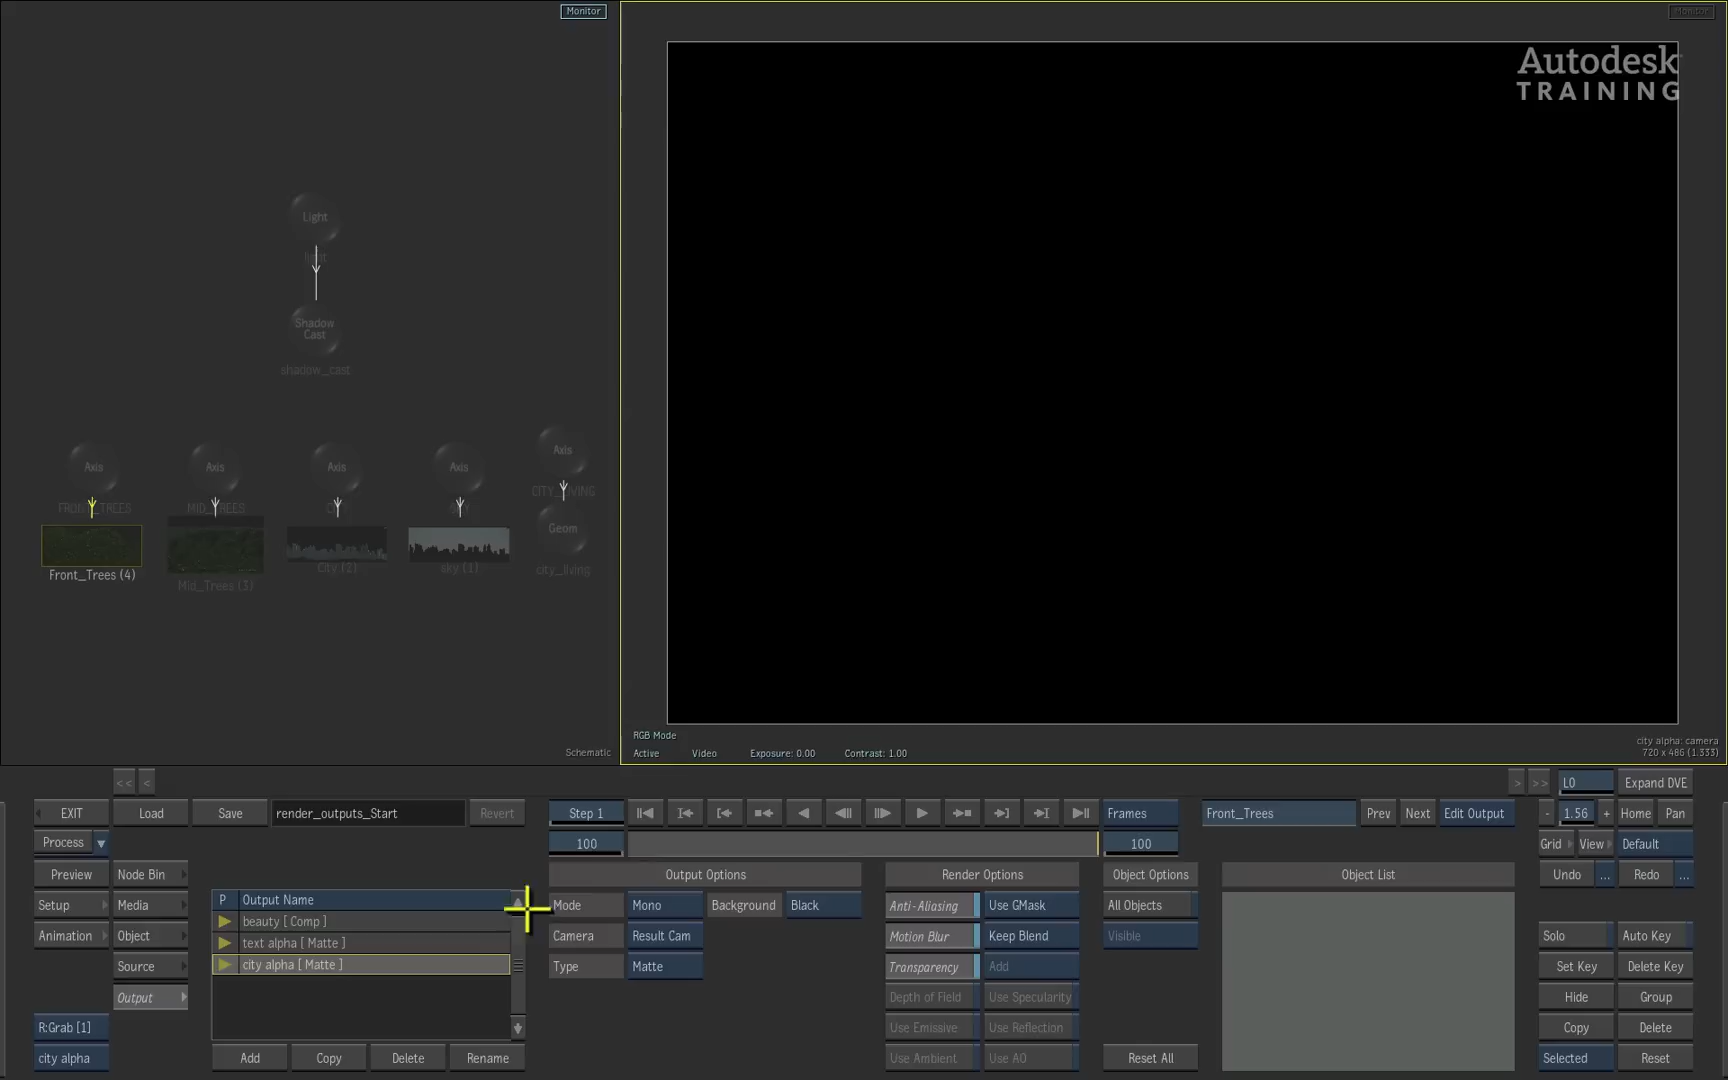 Monitor
Monitor
Autodesk
TRAINING
Light
light
Shadow
Cast
shadow_cast
Axis
Axis
Axis
Axis
Axis
MID_TREES
Geom
Front_Trees (4)
Mid_Trees (3)
City (2)
sky (1)
city_living
RGB Mode
Active Video Exposure: 0.00 Contrast: 1.00
Schematic
city alpha: camera
720 x 486 (1.333)
<< <
> >> L0 Expand DVE
EXIT Load Save render_outputs_Start Revert
Step 1 Frames Front_Trees Prev Next Edit Output - 1.56 + Home Pan
Process 100 100 Grid View Default
Preview Node Bin Output Options Render Options Object Options Object List Undo ... Redo ...
Setup Media P Output Name Mode Mono Background Black Anti-Aliasing Use GMask All Objects
beauty [ Comp ]
Animation Object text alpha [ Matte ] Camera Result Cam Motion Blur Keep Blend Visible Solo Auto Key
Source city alpha [ Matte ] Type Matte Transparency Add Set Key Delete Key
Output Depth of Field Use Specularity Hide Group
R:Grab [1] Use Emissive Use Reflection Copy Delete
city alpha Add Copy Delete Rename Use Ambient Use AO Reset All Selected Reset